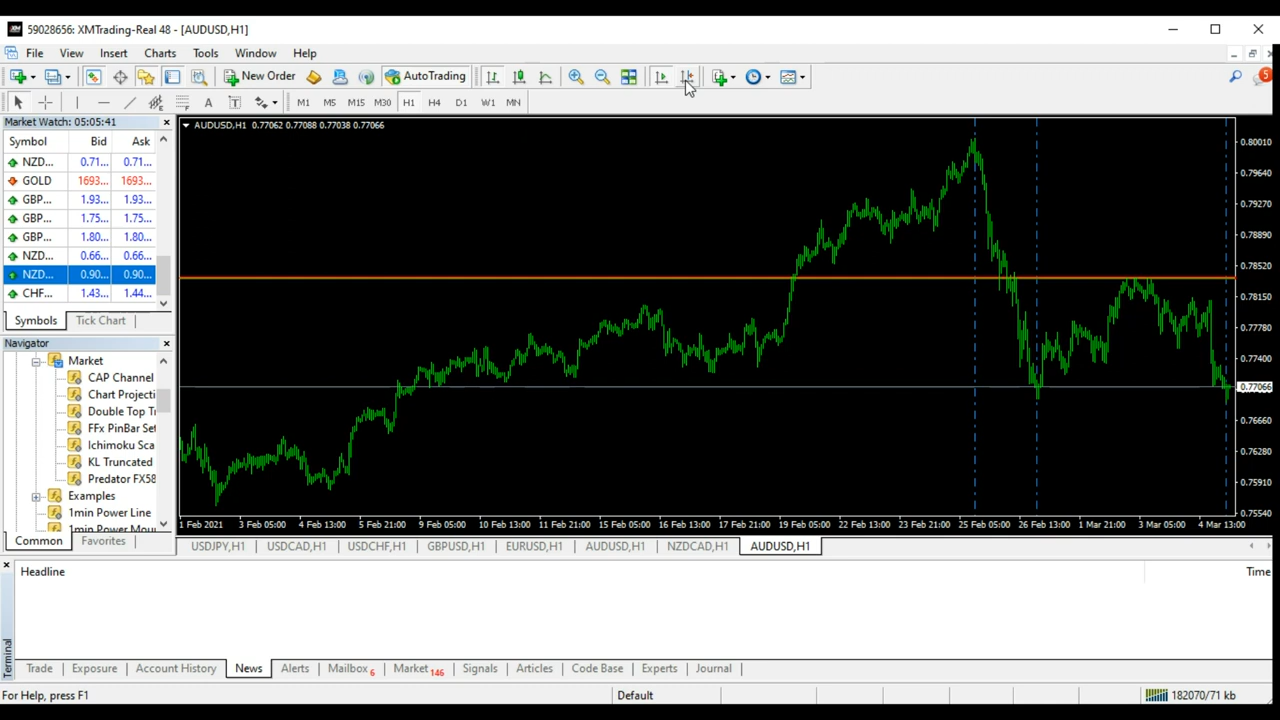 59028656: XMTrading-Real 48 - [AUDUSD,H1]
File View Insert Charts Tools Window Help
New Order AutoTrading 5
A T M1 M5 M15 M30 H1 H4 D1 W1 MN
Market Watch: 05:05:41
Symbol Bid Ask
NZD... 0.71... 0.71...
GOLD 1693... 1693...
GBP... 1.93... 1.93...
GBP... 1.75... 1.75...
GBP... 1.80... 1.80...
NZD... 0.66... 0.66...
NZD... 0.90... 0.90...
CHF... 1.43... 1.44...
Symbols Tick Chart
Navigator
Market
CAP Channel
Chart Projecti
Double Top Tr
FFx PinBar Set
Ichimoku Sca
KL Truncated
Predator FX58
Examples
1min Power Line
1min Power Mou
Common Favorites
AUDUSD,H1 0.77062 0.77088 0.77038 0.77066
0.80010
0.79640
0.79270
0.78890
0.78520
0.78150
0.77780
0.77400
0.77066
0.76660
0.76280
0.75910
0.75540
1 Feb 2021 3 Feb 05:00 4 Feb 13:00 5 Feb 21:00 9 Feb 05:00 10 Feb 13:00 11 Feb 21:00 15 Feb 05:00 16 Feb 13:00 17 Feb 21:00 19 Feb 05:00 22 Feb 13:00 23 Feb 21:00 25 Feb 05:00 26 Feb 13:00 1 Mar 21:00 3 Mar 05:00 4 Mar 13:00
USDJPY,H1 USDCAD,H1 USDCHF,H1 GBPUSD,H1 EURUSD,H1 AUDUSD,H1 NZDCAD,H1 AUDUSD,H1
Headline Time
Terminal
Trade Exposure Account History News Alerts Mailbox 6 Market 146 Signals Articles Code Base Experts Journal
For Help, press F1 Default 182070/71 kb